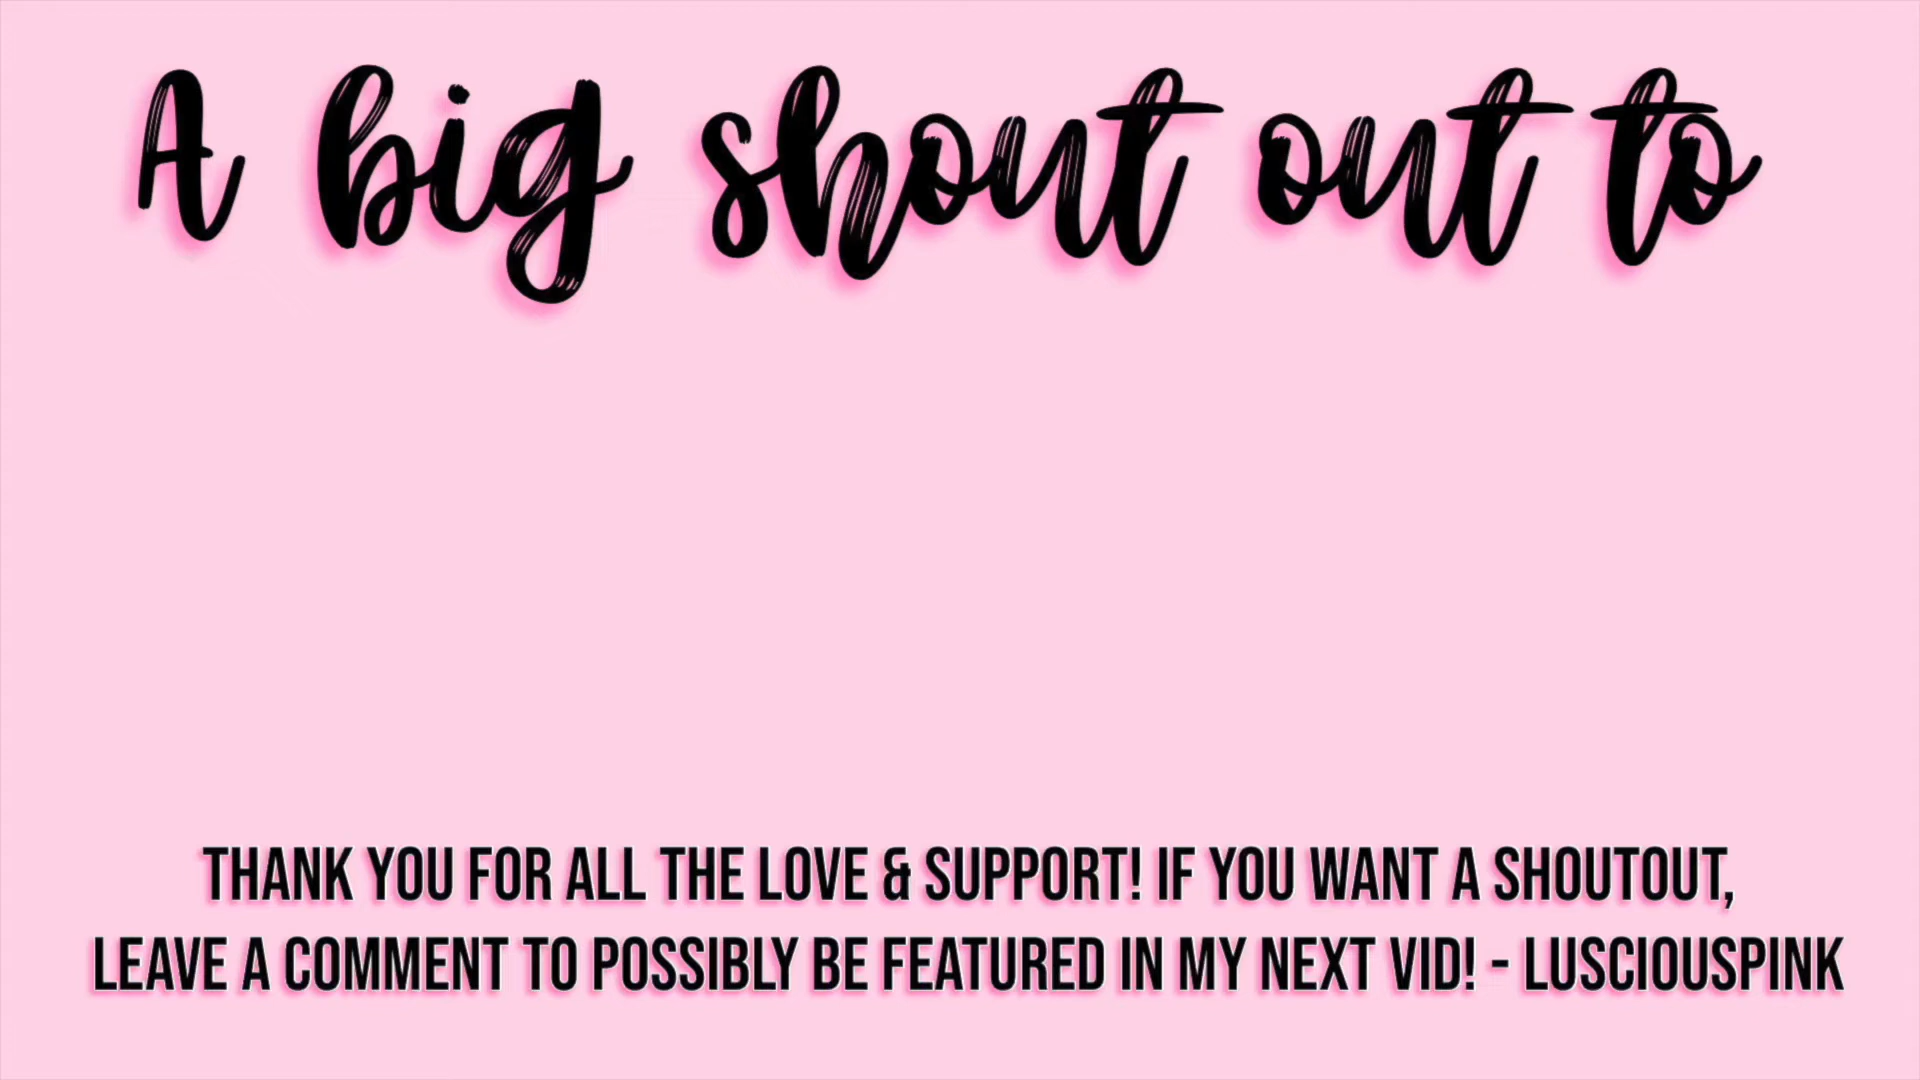 A big shout out to
THANK YOU FOR ALL THE LOVE & SUPPORT! IF YOU WANT A SHOUTOUT,
LEAVE A COMMENT TO POSSIBLY BE FEATURED IN MY NEXT VID! - LUSCIOUSPINK